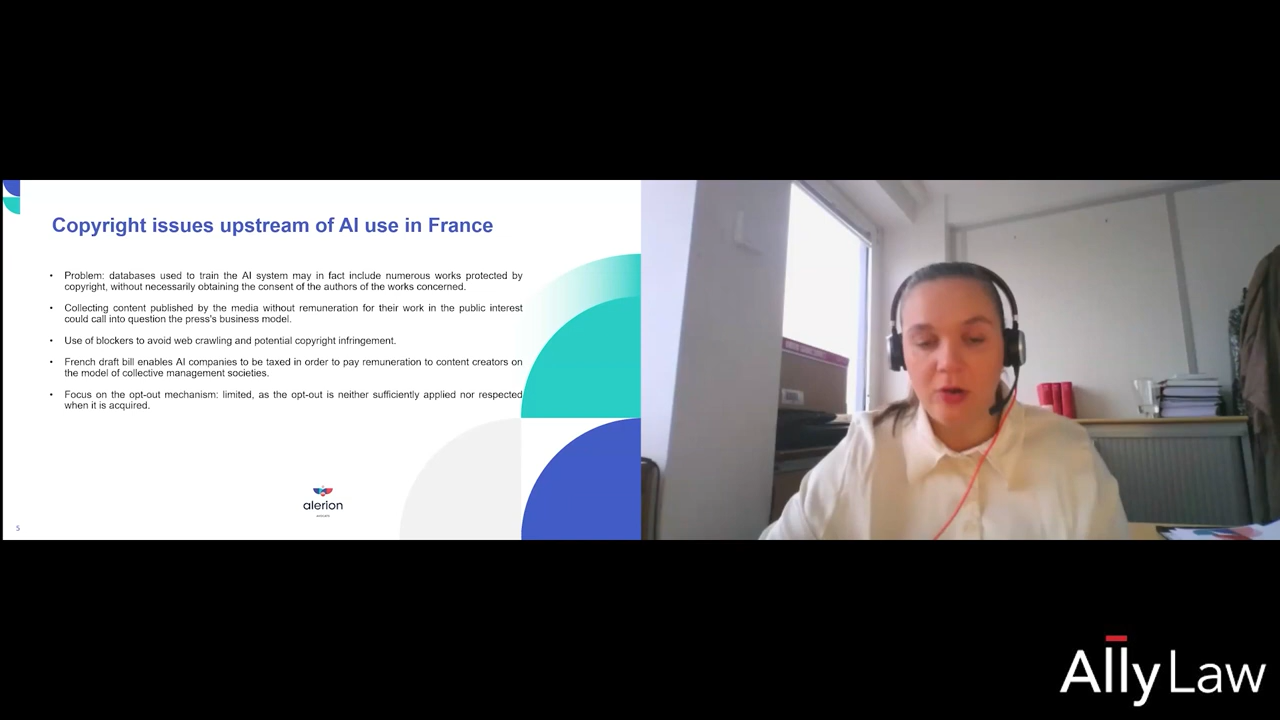 Copyright issues upstream of AI use in France
• Problem: databases used to train the AI system may in fact include numerous works protected by
copyright, without necessarily obtaining the consent of the authors of the works concerned.
• Collecting content published by the media without remuneration for their work in the public interest
could call into question the press's business model.
• Use of blockers to avoid web crawling and potential copyright infringement.
• French draft bill enables AI companies to be taxed in order to pay remuneration to content creators on
the model of collective management societies.
• Focus on the opt-out mechanism: limited, as the opt-out is neither sufficiently applied nor respected
when it is acquired.
alerion
5
Ally Law